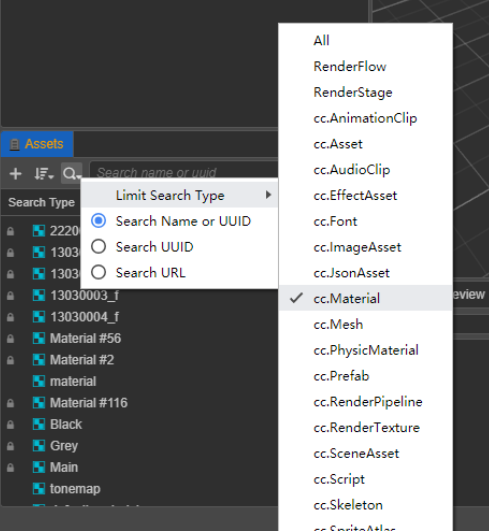 All
RenderFlow
RenderStage
cc.AnimationClip
cc.Asset
cc.AudioClip
cc.EffectAsset
cc.Font
cc.ImageAsset
cc.JsonAsset
cc.Material
cc.Mesh
cc.PhysicMaterial
cc.Prefab
cc.RenderPipeline
cc.RenderTexture
cc.SceneAsset
cc.Script
cc.Skeleton
cc.SpriteAtlas
Assets
Search name or uuid
Limit Search Type
Search Name or UUID
Search UUID
Search URL
Search Type
2220
1303
1303
13030003_f
13030004_f
Material #56
Material #2
material
Material #116
Black
Grey
Main
tonemap
eview